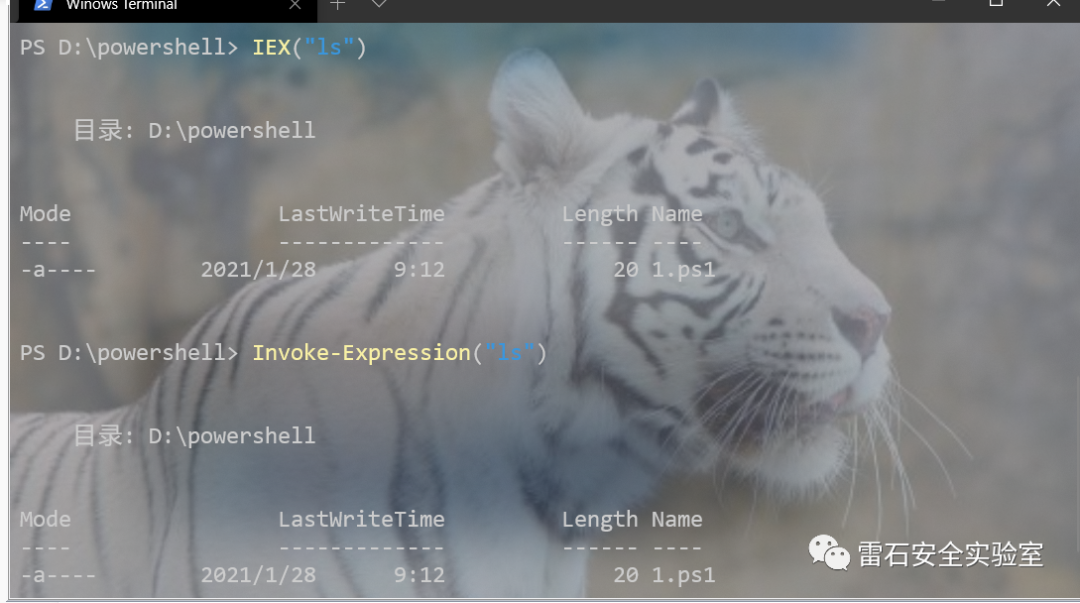 Winows Terminal
PS D:\powershell> IEX("ls")
目录: D:\powershell
Mode LastWriteTime Length Name
---- ------------- ------ ----
-a---- 2021/1/28 9:12 20 1.ps1
PS D:\powershell> Invoke-Expression("ls")
目录: D:\powershell
Mode LastWriteTime Length Name
---- ------------- ------ ----
-a---- 2021/1/28 9:12 20 1.ps1
雷石安全实验室